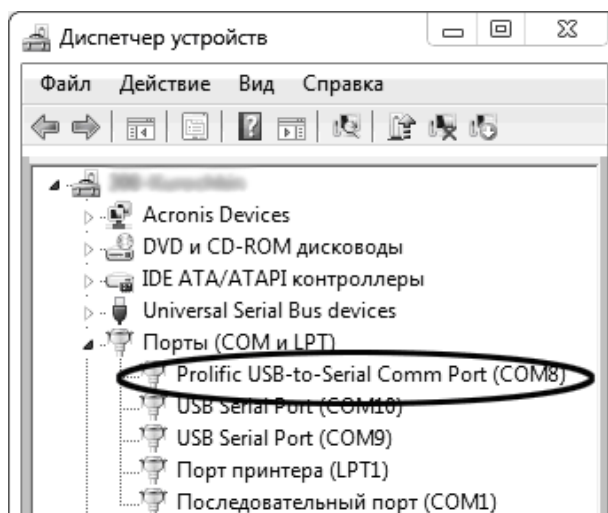 Диспетчер устройств
Файл Действие Вид Справка
Acronis Devices
DVD и CD-ROM дисководы
IDE ATA/ATAPI контроллеры
Universal Serial Bus devices
Порты (COM и LPT)
Prolific USB-to-Serial Comm Port (COM8)
USB Serial Port (COM10)
USB Serial Port (COM9)
Порт принтера (LPT1)
Последовательный порт (COM1)